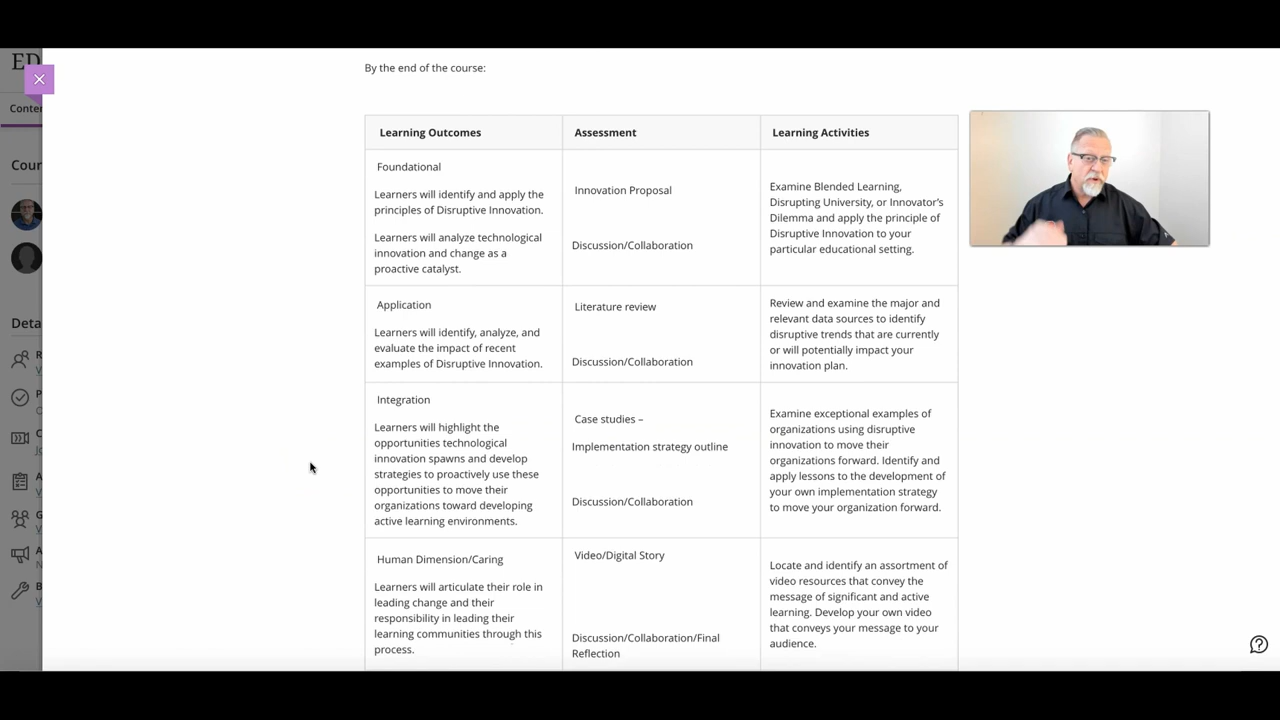 ED
Conter
Cour
Deta
By the end of the course:
Learning Outcomes
Assessment
Learning Activities
Foundational
Learners will identify and apply the
principles of Disruptive Innovation.
Learners will analyze technological
innovation and change as a
proactive catalyst.
Innovation Proposal
Discussion/Collaboration
Examine Blended Learning,
Disrupting University, or Innovator’s
Dilemma and apply the principle of
Disruptive Innovation to your
particular educational setting.
Application
Learners will identify, analyze, and
evaluate the impact of recent
examples of Disruptive Innovation.
Literature review
Discussion/Collaboration
Review and examine the major and
relevant data sources to identify
disruptive trends that are currently
or will potentially impact your
innovation plan.
Integration
Learners will highlight the
opportunities technological
innovation spawns and develop
strategies to proactively use these
opportunities to move their
organizations toward developing
active learning environments.
Case studies –
Implementation strategy outline
Discussion/Collaboration
Examine exceptional examples of
organizations using disruptive
innovation to move their
organizations forward. Identify and
apply lessons to the development of
your own implementation strategy
to move your organization forward.
Human Dimension/Caring
Learners will articulate their role in
leading change and their
responsibility in leading their
learning communities through this
process.
Video/Digital Story
Discussion/Collaboration/Final
Reflection
Locate and identify an assortment of
video resources that convey the
message of significant and active
learning. Develop your own video
that conveys your message to your
audience.